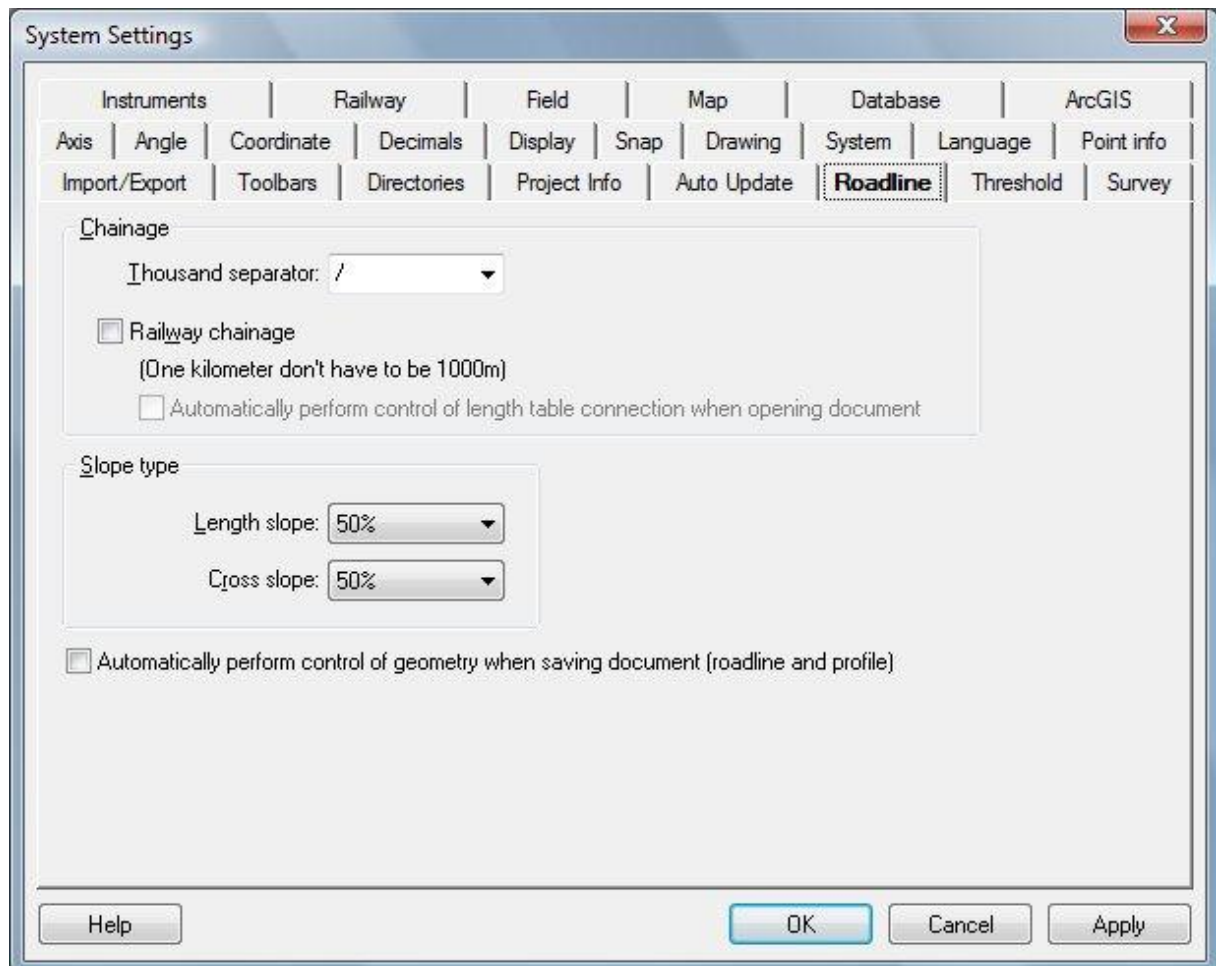 System Settings
Instruments Railway Field Map Database ArcGIS
Axis Angle Coordinate Decimals Display Snap Drawing System Language Point info
Import/Export Toolbars Directories Project Info Auto Update Roadline Threshold Survey
Chainage
Thousand separator: /
Railway chainage
(One kilometer don't have to be 1000m)
Automatically perform control of length table connection when opening document
Slope type
Length slope: 50%
Cross slope: 50%
Automatically perform control of geometry when saving document (roadline and profile)
Help OK Cancel Apply